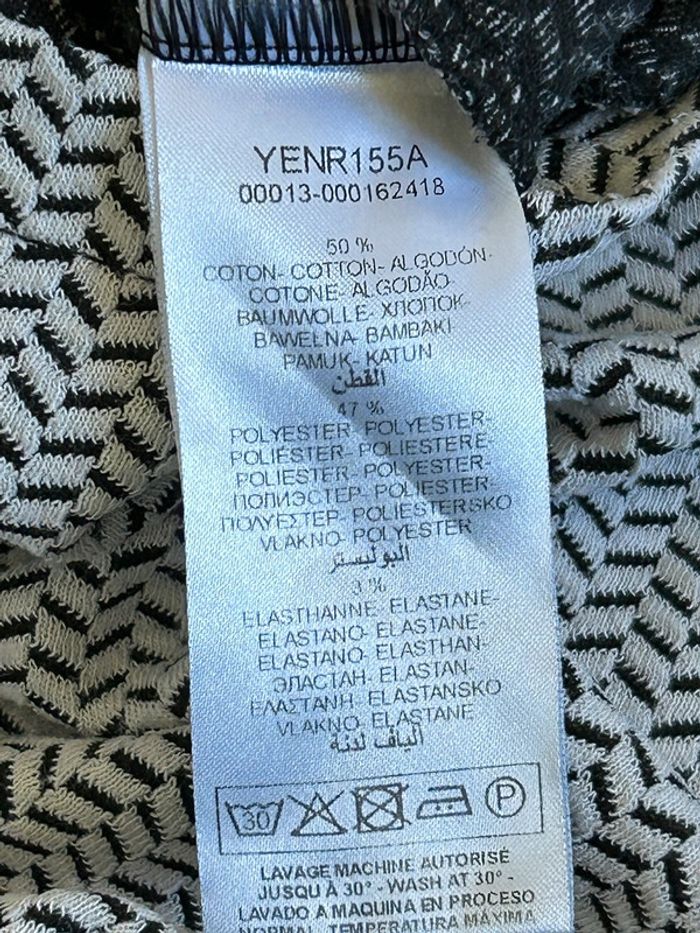 YENR155A
00013-000162418
50 %
COTON- COTTON- ALGODÓN-
COTONE- ALGODÃO-
BAUMWOLLE- ХЛОПОК-
BAWEŁNA- BAMBAKI
PAMUK- KATUN
القطن
47 %
POLYESTER- POLYESTER-
POLIÉSTER- POLIESTERE-
POLIESTER- POLYESTER-
ПОЛИЭСТЕР- POLIESTER-
ΠΟΛΥΕΣΤΕΡ- POLIESTERSKO
VLAKNO- POLYESTER
البوليستر
3 %
ELASTHANNE- ELASTANE-
ELASTANO- ELASTANE-
ELASTANO- ELASTHAN-
ЭЛАСТАН- ELASTAN-
ΕΛΑΣΤΑΝΗ- ELASTANSKO
VLAKNO- ELASTANE
الياف لدنة
30 P
LAVAGE MACHINE AUTORISÉ
JUSQU À 30° - WASH AT 30° -
LAVADO A MAQUINA EN PROCESO
NORMAL, TEMPERATURA MÁXIMA